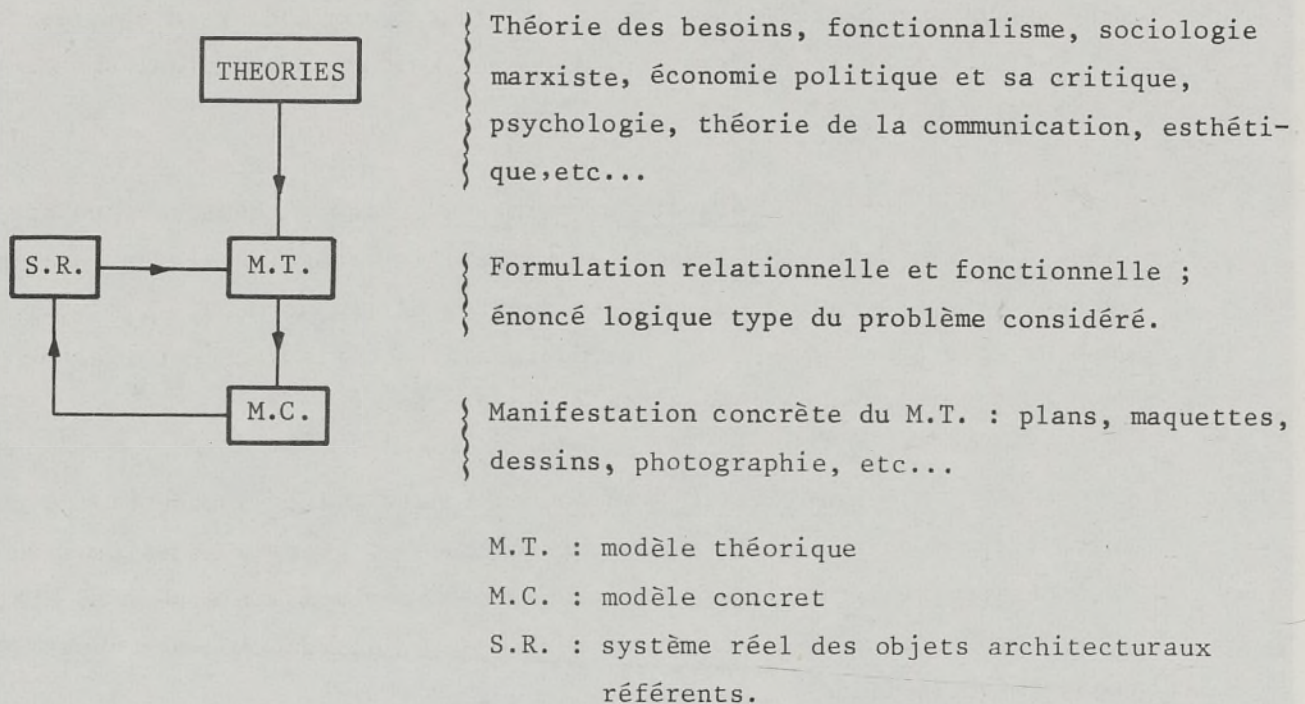 THEORIES
Théorie des besoins, fonctionnalisme, sociologie
marxiste, économie politique et sa critique,
psychologie, théorie de la communication, esthéti-
que,etc...
S.R.
M.T.
Formulation relationnelle et fonctionnelle ;
énoncé logique type du problème considéré.
M.C.
Manifestation concrète du M.T. : plans, maquettes,
dessins, photographie, etc...
M.T. : modèle théorique
M.C. : modèle concret
S.R. : système réel des objets architecturaux
référents.